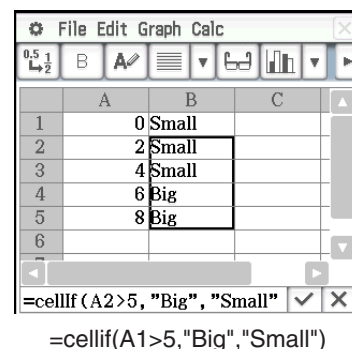 File Edit Graph Calc
0.5 1 2 B A
A B C
1 0 Small
2 2 Small
3 4 Small
4 6 Big
5 8 Big
6
=cellIf(A2>5, "Big", "Small"
=cellif(A1>5,"Big","Small")